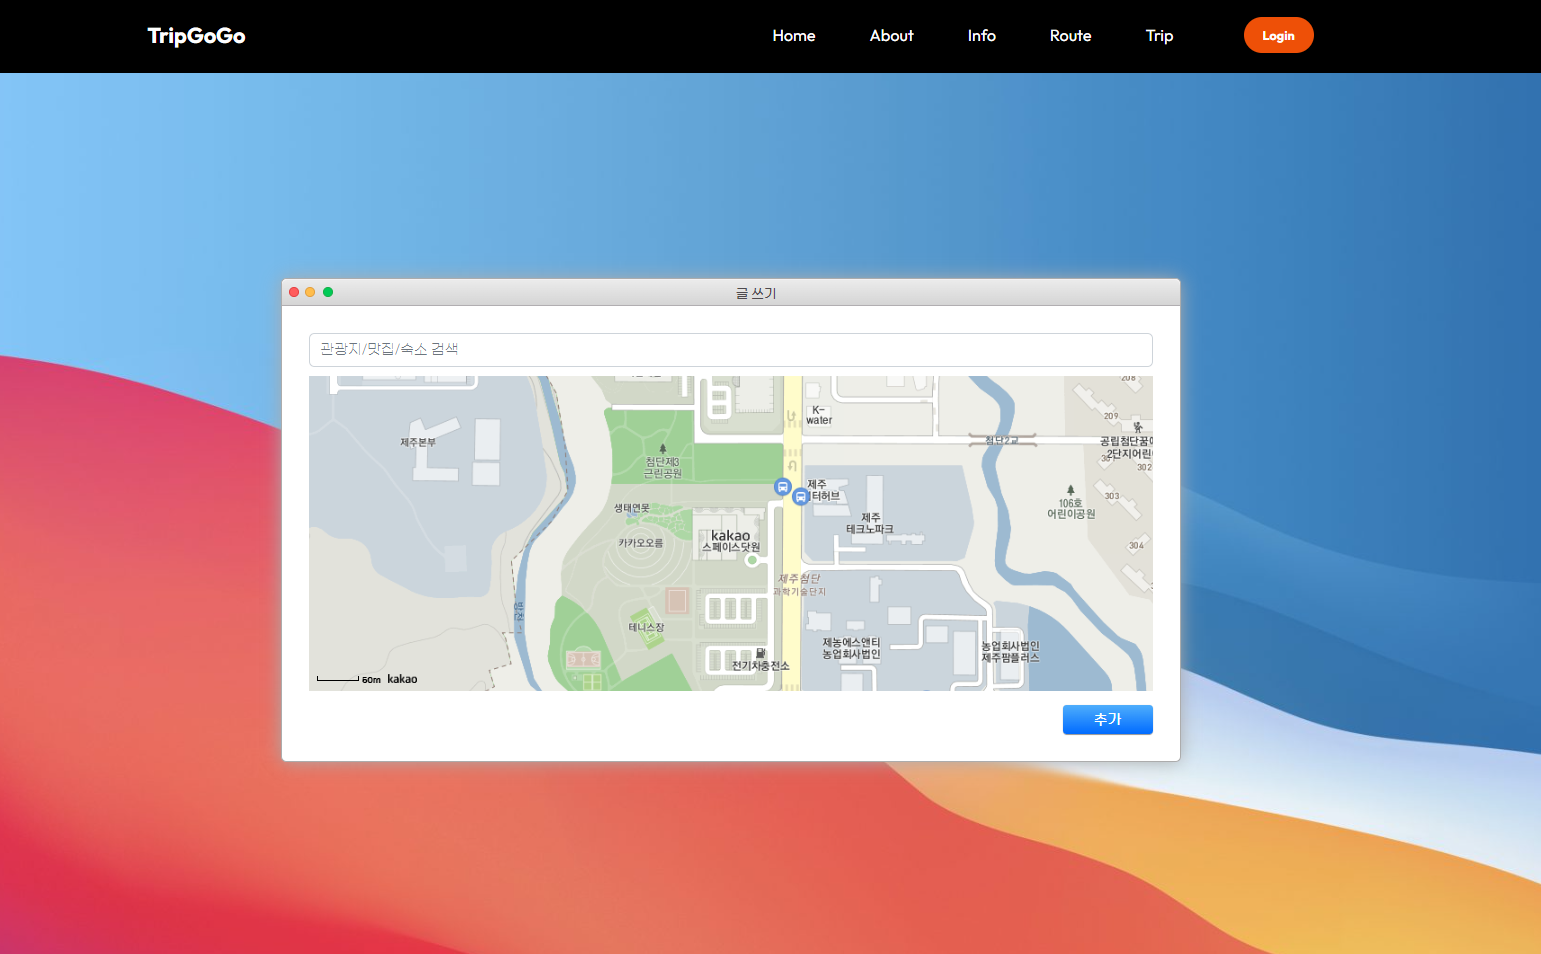 TripGoGo
Home
About
Info
Route
Trip
Login
글 쓰기
관광지/맛집/숙소 검색
208
K-
water
209
제주본부
첨단2교
공립첨단꿈
2단지어린
302
첨단제3
근린공원
제주
터허브
303
106호
어린이공원
생태연못
제주
테크노파크
kakao
스페이스닷원
카카오오름
304
제주첨단
과학기술단지
테니스장
제농에스앤티
농업회사법인
농업회사법인
제주팜플러스
전기차충전소
50m
kakao
추가